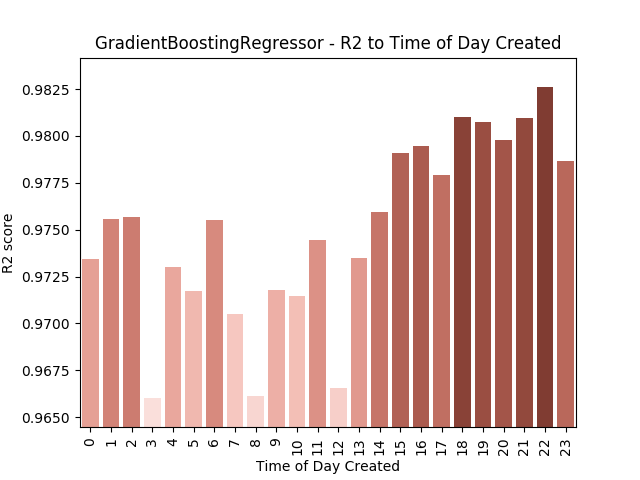 GradientBoostingRegressor - R2 to Time of Day Created
R2 score
0.9825
0.9800
0.9775
0.9750
0.9725
0.9700
0.9675
0.9650
0 1 2 3 4 5 6 7 8 9 10 11 12 13 14 15 16 17 18 19 20 21 22 23
Time of Day Created